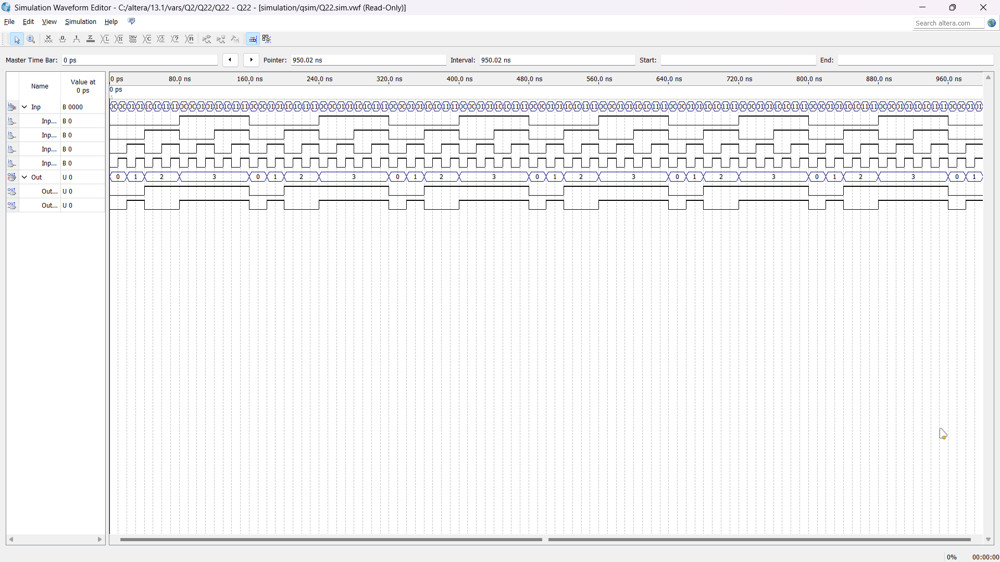 Simulation Waveform Editor - C:/altera/13.1/vars/Q2/Q22/Q22 - Q22 - [simulation/qsim/Q22.sim.vwf (Read-Only)]
File Edit View Simulation Help
Search altera.com
Master Time Bar: 0 ps Pointer: 950.02 ns Interval: 950.02 ns Start: End:
Name Value at 0 ps
0 ps 80.0 ns 160.0 ns 240.0 ns 320.0 ns 400.0 ns 480.0 ns 560.0 ns 640.0 ns 720.0 ns 800.0 ns 880.0 ns 960.0 ns
0 ps
Inp B 0000
Inp... B 0
Inp... B 0
Inp... B 0
Inp... B 0
Out U 0 0 1 2 3 0 1 2 3 0 1 2 3 0 1 2 3 0 1 2 3 0 1 2 3 0 1
Out... U 0
Out... U 0
0% 00:00:00